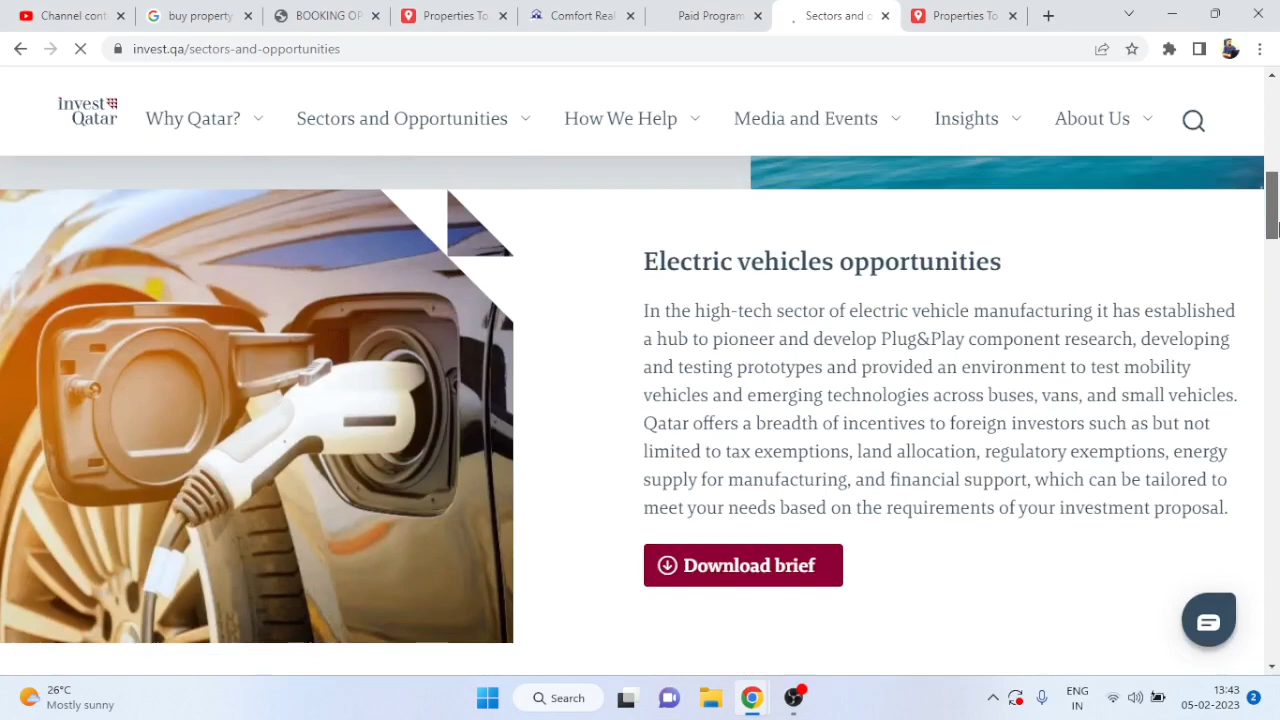 Channel cont
buy property
BOOKING OP
Properties To
Comfort Real
Paid Program
Sectors and o
Properties To
invest.qa/sectors-and-opportunities
invest
Qatar
Why Qatar?
Sectors and Opportunities
How We Help
Media and Events
Insights
About Us
Electric vehicles opportunities
In the high-tech sector of electric vehicle manufacturing it has established
a hub to pioneer and develop Plug&Play component research, developing
and testing prototypes and provided an environment to test mobility
vehicles and emerging technologies across buses, vans, and small vehicles.
Qatar offers a breadth of incentives to foreign investors such as but not
limited to tax exemptions, land allocation, regulatory exemptions, energy
supply for manufacturing, and financial support, which can be tailored to
meet your needs based on the requirements of your investment proposal.
Download brief
26°C
Mostly sunny
Search
ENG
IN
13:43
05-02-2023
2